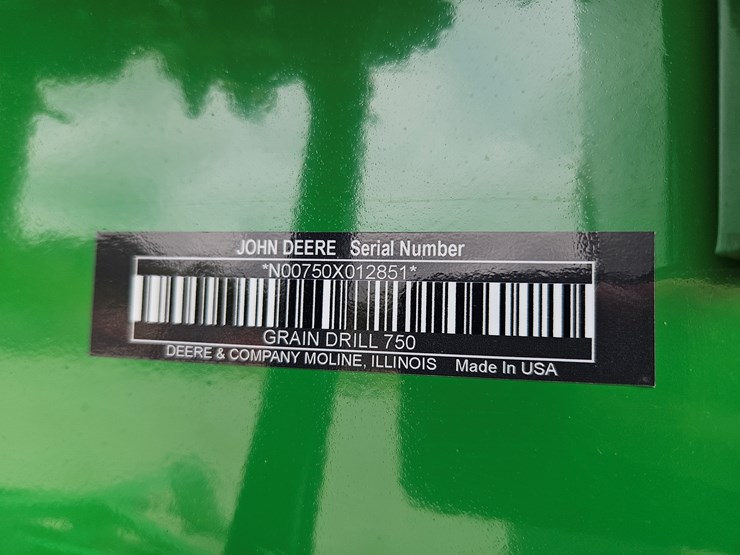 JOHN DEERE Serial Number
*N00750X012851*
GRAIN DRILL 750
DEERE & COMPANY MOLINE, ILLINOIS Made In USA